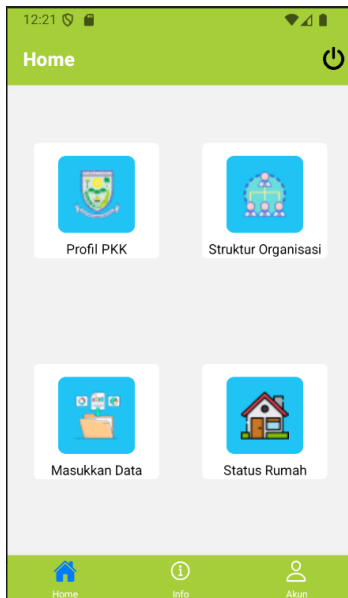 12:21
Home
Profil PKK
Struktur Organisasi
Masukkan Data
Status Rumah
Home
Info
Akun